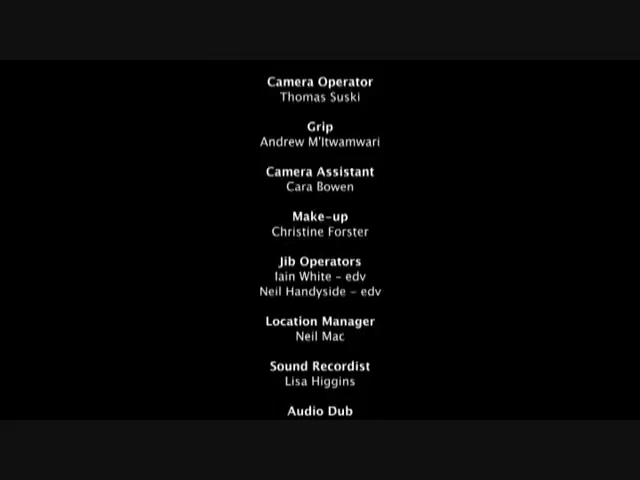 Camera Operator
Thomas Suski
Grip
Andrew M'Itwamwari
Camera Assistant
Cara Bowen
Make-up
Christine Forster
Jib Operators
Iain White - edv
Neil Handyside - edv
Location Manager
Neil Mac
Sound Recordist
Lisa Higgins
Audio Dub